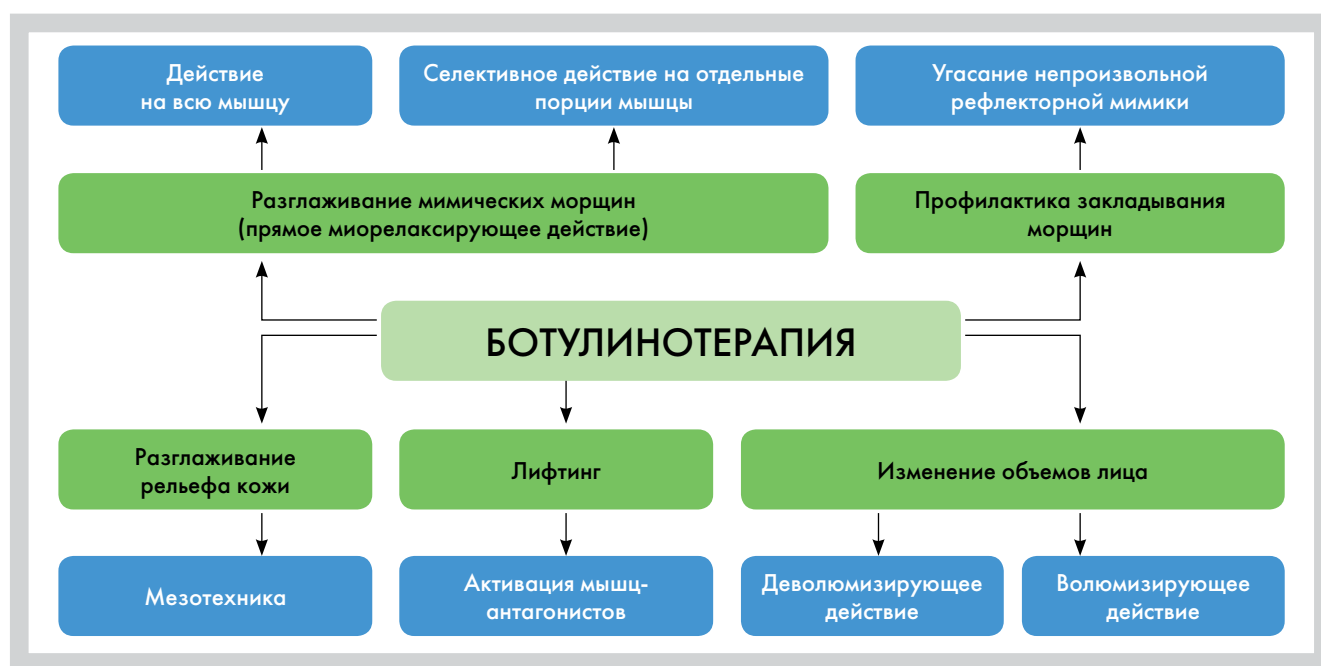 Действие
на всю мышцу
Селективное действие на отдельные
порции мышцы
Угасание непроизвольной
рефлекторной мимики
Разглаживание мимических морщин
(прямое миорелаксирующее действие)
Профилактика закладывания
морщин
БОТУЛИНОТЕРАПИЯ
Разглаживание
рельефа кожи
Лифтинг
Изменение объемов лица
Мезотехника
Активация мышц-
антагонистов
Деволюмизирующее
действие
Волюмизирующее
действие